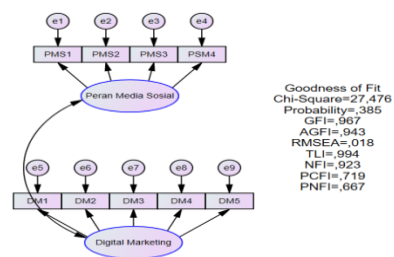 e1 e2 e3 e4
PMS1 PMS2 PMS3 PSM4
Peran Media Sosial
Goodness of Fit
Chi-Square=27,476
Probability=,385
GFI=,967
AGFI=,943
RMSEA=,018
TLI=,994
NFI=,923
PCFI=,719
PNFI=,667
e5 e6 e7 e8 e9
DM1 DM2 DM3 DM4 DM5
Digital Marketing